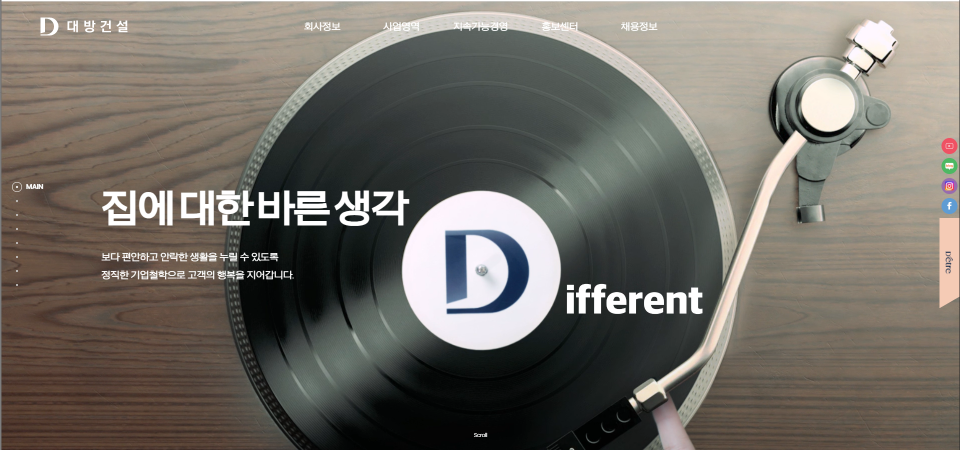 대방건설
회사정보 사업영역 지속가능경영 홍보센터 채용정보
MAIN
집에 대한 바른 생각
보다 편안하고 안락한 생활을 누릴 수 있도록
정직한 기업철학으로 고객의 행복을 지어갑니다.
D
ifferent
Scroll